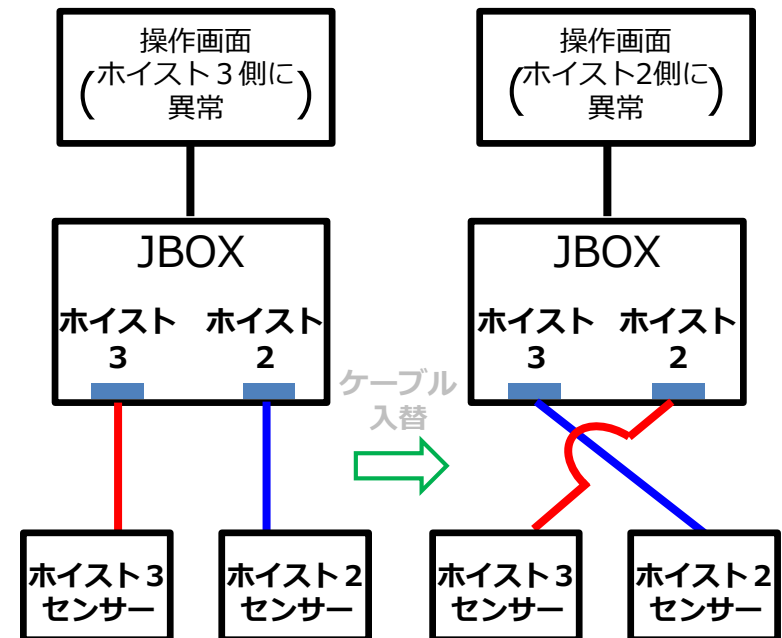 操作画面
(ホイスト３側に
異常)
操作画面
(ホイスト2側に
異常)
JBOX
ホイスト
3
ホイスト
2
ケーブル
入替
JBOX
ホイスト
3
ホイスト
2
ホイスト３
センサー
ホイスト２
センサー
ホイスト３
センサー
ホイスト２
センサー